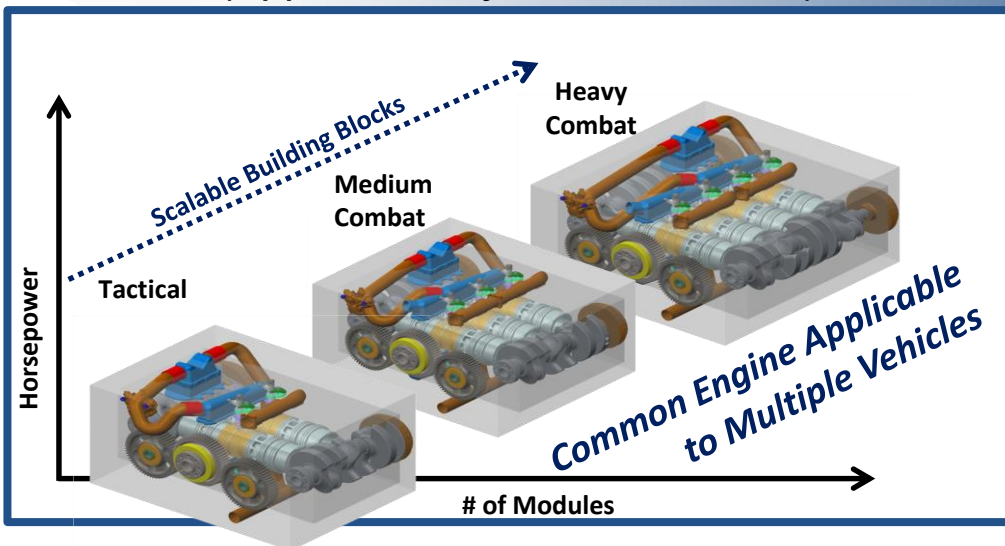 Heavy
Combat
Scalable Building Blocks
Medium
Combat
Tactical
Horsepower
Common Engine Applicable
to Multiple Vehicles
# of Modules